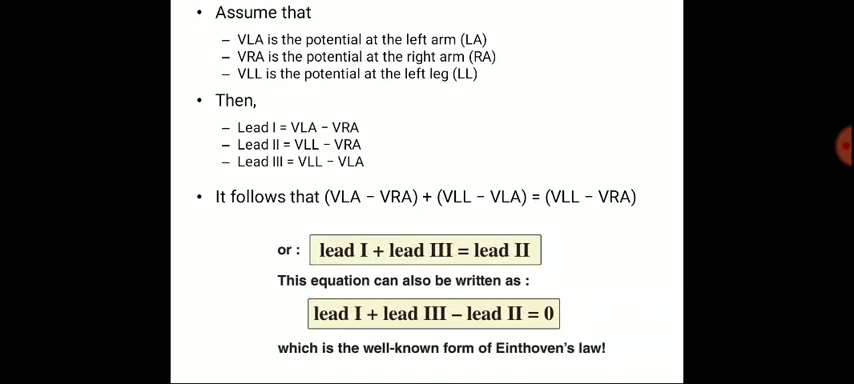 • Assume that
– VLA is the potential at the left arm (LA)
– VRA is the potential at the right arm (RA)
– VLL is the potential at the left leg (LL)
• Then,
– Lead I = VLA − VRA
– Lead II = VLL − VRA
– Lead III = VLL − VLA
• It follows that (VLA − VRA) + (VLL − VLA) = (VLL − VRA)
or : lead I + lead III = lead II
This equation can also be written as :
lead I + lead III – lead II = 0
which is the well-known form of Einthoven's law!